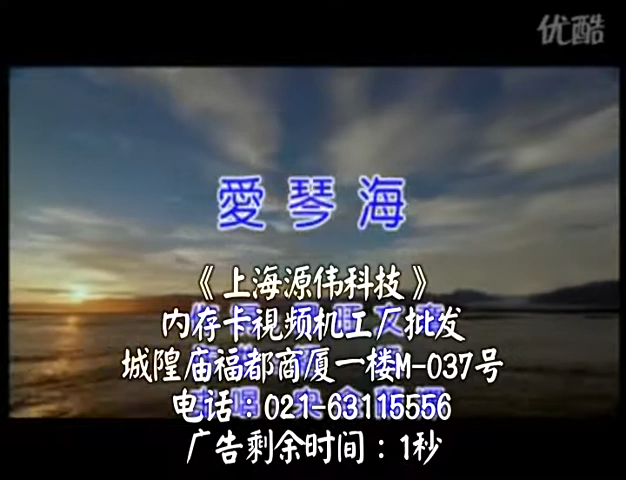 优酷
愛琴海
《上海源伟科技》
内存卡視频机工厂批发
城隍庙福都商厦一楼M-037号
电话：021-63115556
广告剩余时间：1秒